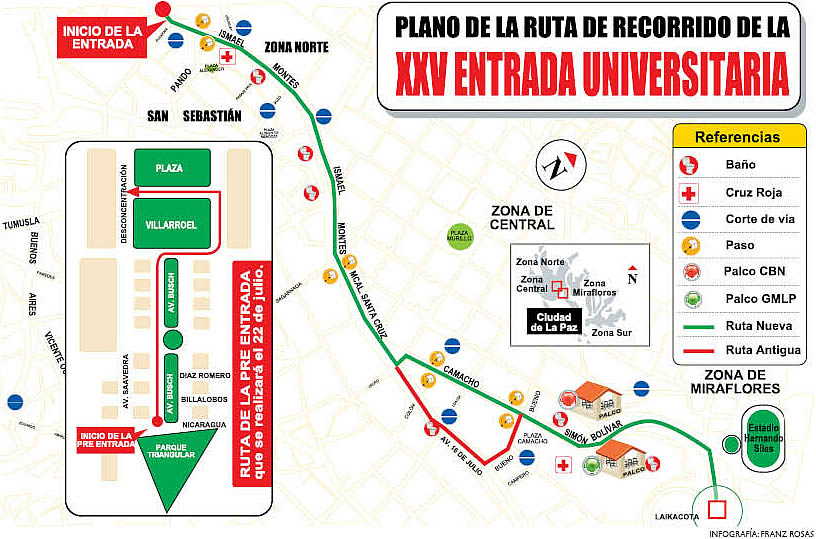 PLANO DE LA RUTA DE RECORRIDO DE LA
XXV ENTRADA UNIVERSITARIA
INICIO DE LA
ENTRADA
ISMAEL
ZONA NORTE
PANDO
MONTES
SAN SEBASTIÁN
ISMAEL
MONTES
MCAL. SANTA CRUZ
SAGARNAGA
PLAZA
MURILLO
ZONA DE
CENTRAL
N
Referencias
Baño
Cruz Roja
Corte de vía
Paso
Palco CBN
Palco GMLP
Ruta Nueva
Ruta Antigua
Zona Norte
Zona
Central
Zona
Miraflores
N
Ciudad
de La Paz
Zona Sur
TUMUSLA
BUENOS
AIRES
DESCONCENTRACIÓN
PLAZA
VILLARROEL
AV. BUSCH
AV. BUSCH
AV. SAAVEDRA
DIAZ ROMERO
BILLALOBOS
NICARAGUA
INICIO DE LA
PRE ENTRADA
PARQUE
TRIANGULAR
RUTA DE LA PRE ENTRADA
que se realizará el 22 de julio.
CAMACHO
COLÓN
AV. 16 DE JULIO
BUENO
BUENO
PLAZA
CAMACHO
CAMPERO
SIMÓN BOLÍVAR
PALCO
PALCO
ZONA DE
MIRAFLORES
Estadio
Hernando
Siles
LAIKACOTA
INFOGRAFÍA: FRANZ ROSAS